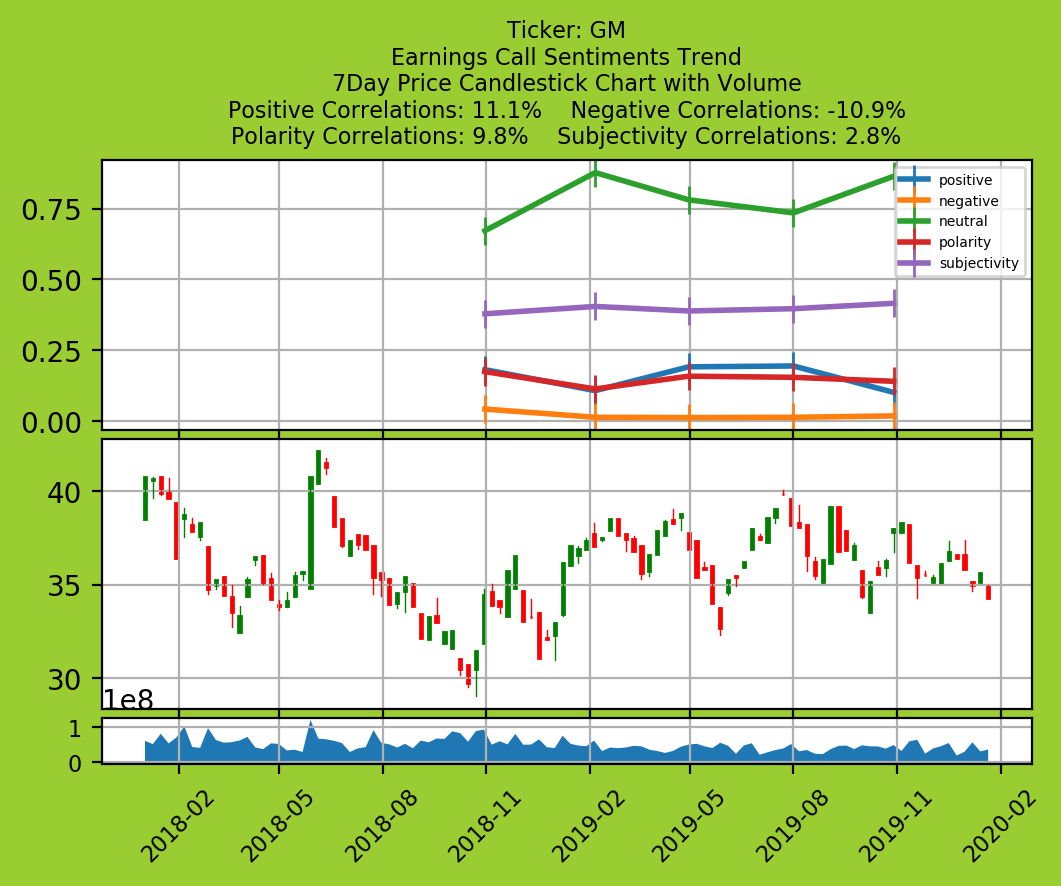 Ticker: GM
Earnings Call Sentiments Trend
7Day Price Candlestick Chart with Volume
Positive Correlations: 11.1%    Negative Correlations: -10.9%
Polarity Correlations: 9.8%    Subjectivity Correlations: 2.8%
positive
negative
neutral
polarity
subjectivity
0.75
0.50
0.25
0.00
40
35
30
1e8
1
0
2018-02
2018-05
2018-08
2018-11
2019-02
2019-05
2019-08
2019-11
2020-02